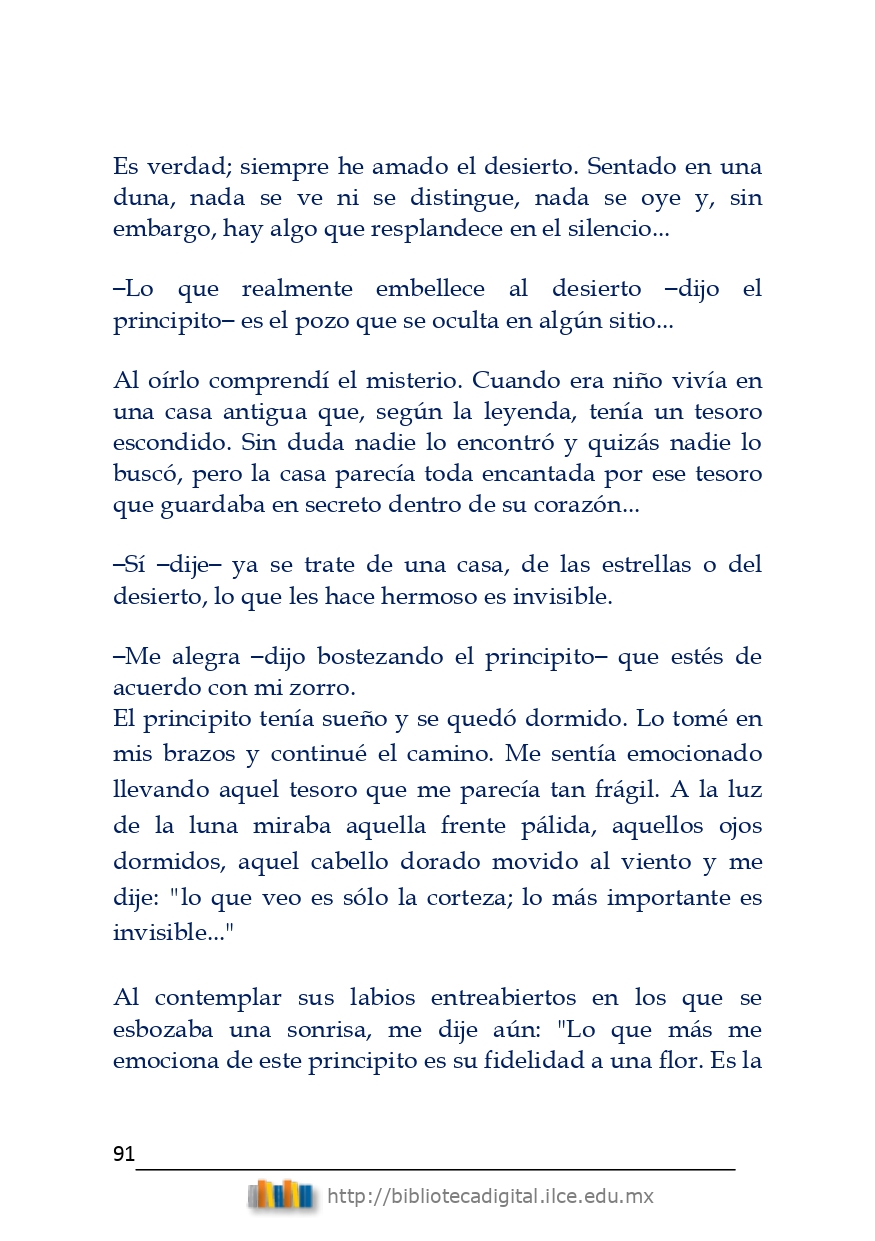 Es verdad; siempre he amado el desierto. Sentado en una
duna, nada se ve ni se distingue, nada se oye y, sin
embargo, hay algo que resplandece en el silencio...
–Lo que realmente embellece al desierto –dijo el
principito– es el pozo que se oculta en algún sitio...
Al oírlo comprendí el misterio. Cuando era niño vivía en
una casa antigua que, según la leyenda, tenía un tesoro
escondido. Sin duda nadie lo encontró y quizás nadie lo
buscó, pero la casa parecía toda encantada por ese tesoro
que guardaba en secreto dentro de su corazón...
–Sí –dije– ya se trate de una casa, de las estrellas o del
desierto, lo que les hace hermoso es invisible.
–Me alegra –dijo bostezando el principito– que estés de
acuerdo con mi zorro.
El principito tenía sueño y se quedó dormido. Lo tomé en
mis brazos y continué el camino. Me sentía emocionado
llevando aquel tesoro que me parecía tan frágil. A la luz
de la luna miraba aquella frente pálida, aquellos ojos
dormidos, aquel cabello dorado movido al viento y me
dije: "lo que veo es sólo la corteza; lo más importante es
invisible..."
Al contemplar sus labios entreabiertos en los que se
esbozaba una sonrisa, me dije aún: "Lo que más me
emociona de este principito es su fidelidad a una flor. Es la
91
http://bibliotecadigital.ilce.edu.mx